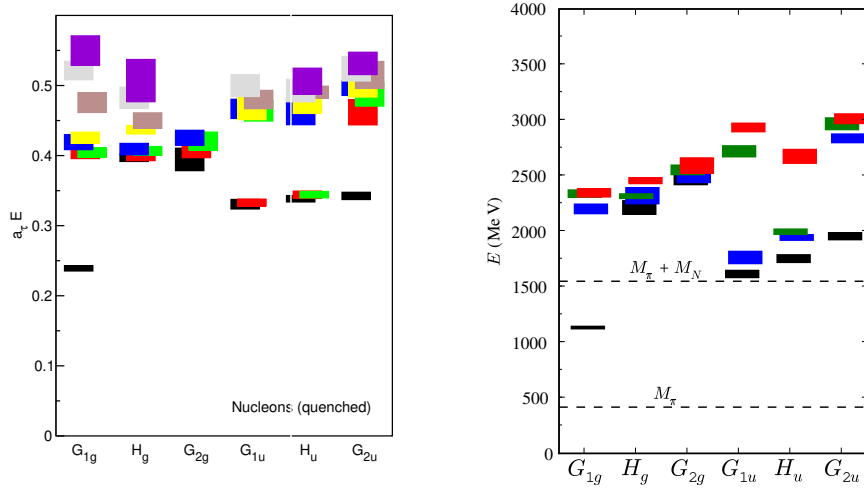 0.5
0.4
0.3
0.2
0.1
0
a_τ E
Nucleons (quenched)
G_1g H_g G_2g G_1u H_u G_2u
4000
3500
3000
2500
2000
1500
1000
500
0
E (MeV)
M_π + M_N
M_π
G_1g H_g G_2g G_1u H_u G_2u